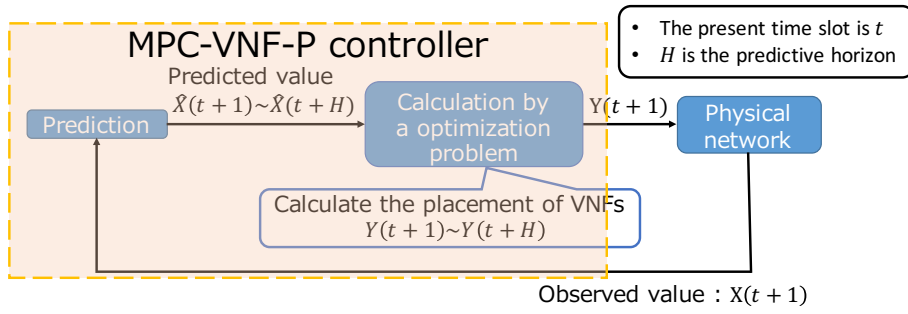 MPC-VNF-P controller
• The present time slot is t
• H is the predictive horizon
Predicted value
X̂(t + 1)~X̂(t + H)
Prediction
Calculation by
a optimization
problem
Y(t + 1)
Physical
network
Calculate the placement of VNFs
Y(t + 1)~Y(t + H)
Observed value : X(t + 1)